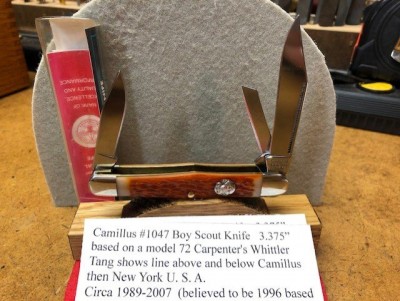 Camillus #1047 Boy Scout Knife 3.375"
based on a model 72 Carpenter's Whittler
Tang shows line above and below Camillus
then New York U. S. A.
Circa 1989-2007 (believed to be 1996 based